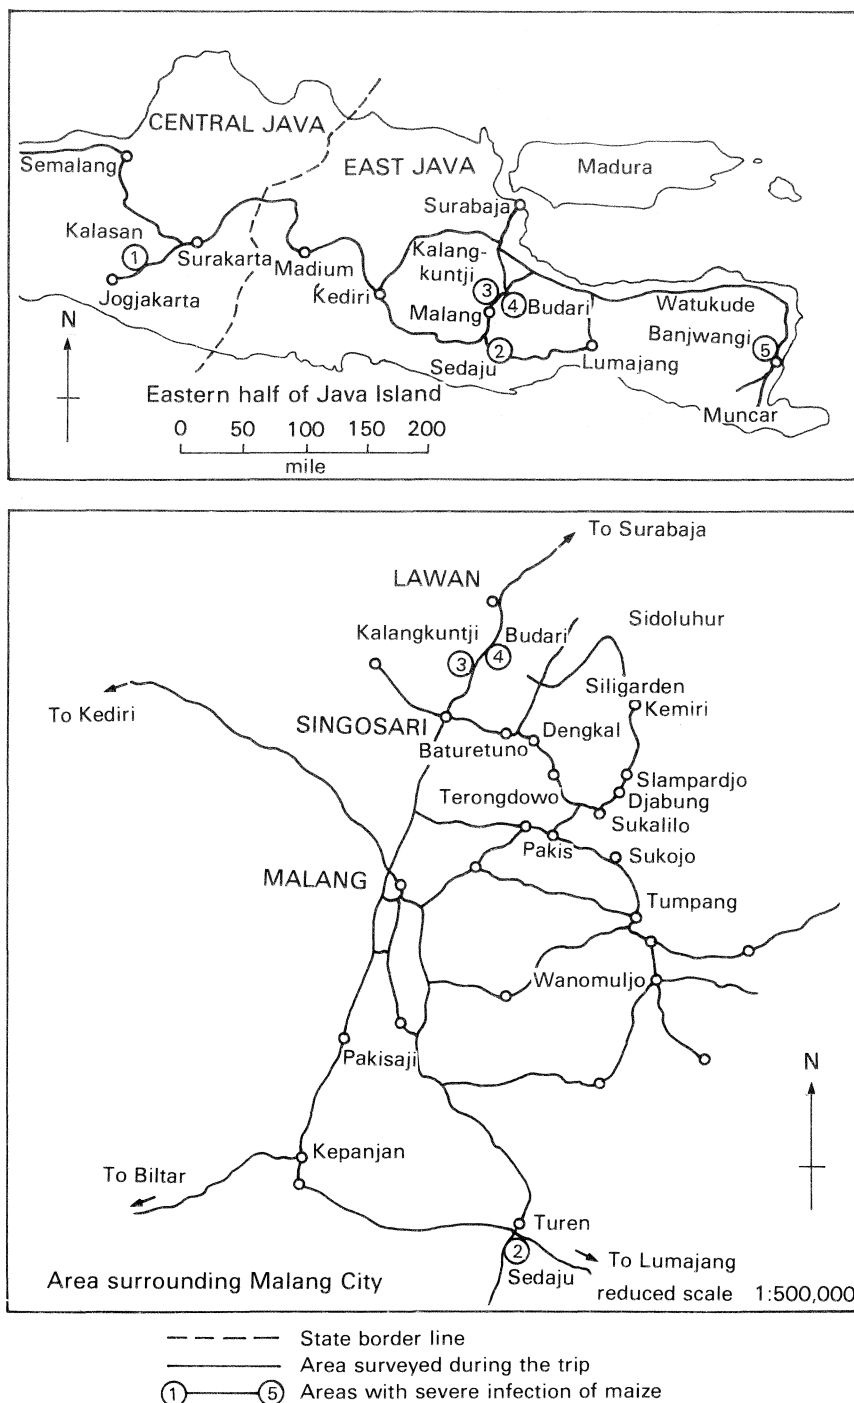 CENTRAL JAVA
EAST JAVA
Semalang
Madura
Surabaja
Kalasan
1
Surakarta
Jogjakarta
Madium
Kediri
Kalang-
kuntji
3
4
Budari
Malang
2
Sedaju
Lumajang
Watukude
Banjwangi
5
Muncar
N
Eastern half of Java Island
0 50 100 150 200
mile
To Surabaja
LAWAN
Kalangkuntji
Budari
3
4
Sidoluhur
Siligarden
Kemiri
To Kediri
SINGOSARI
Baturetuno
Dengkal
Slampardjo
Terongdowo
Djabung
Sukalilo
Pakis
Sukojo
MALANG
Tumpang
Wanomuljo
Pakisaji
N
Kepanjan
To Biltar
Turen
2
Sedaju
To Lumajang
Area surrounding Malang City
reduced scale 1:500,000
State border line
Area surveyed during the trip
1 5 Areas with severe infection of maize